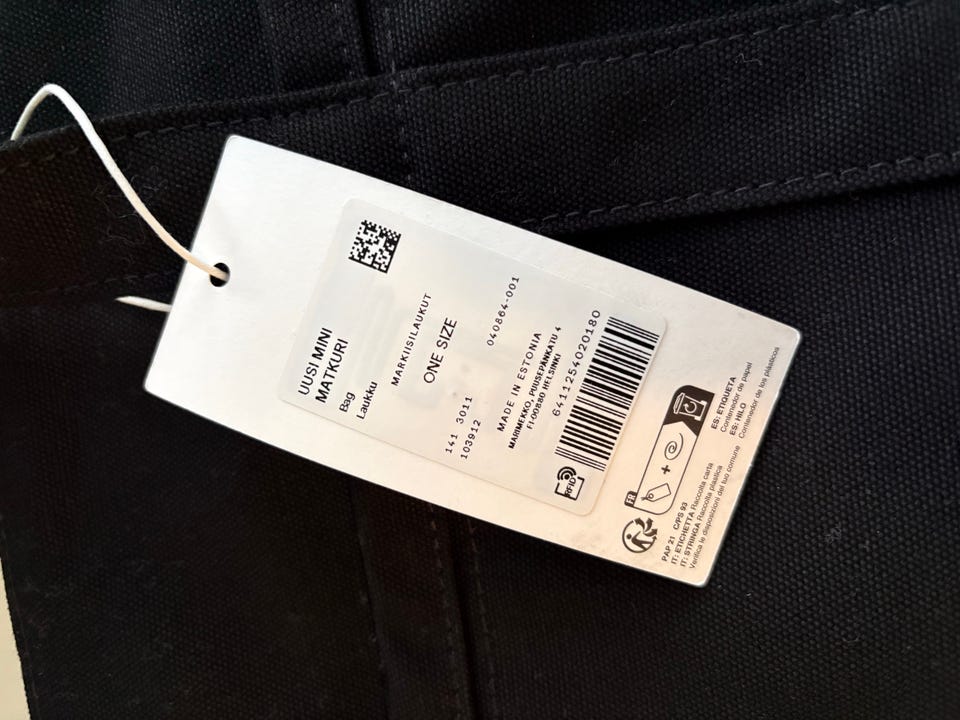 UUSI MINI
MATKURI
Bag
Laukku
MARKIISILAUKUT
ONE SIZE
141 3011
103912
040864-001
MADE IN ESTONIA
MARIMEKKO, PUUSEPÄNKATU 4
FI-00880 HELSINKI
6411254020180
RFID
FR
+
ES: ETIQUETA
Contenedor de papel
ES: HILO
Contenedor de los plásticos
PAP 21 C/PS 93
IT: ETICHETTA Raccolta carta
IT: STRINGA Raccolta plastica
Verifica le disposizioni del tuo comune